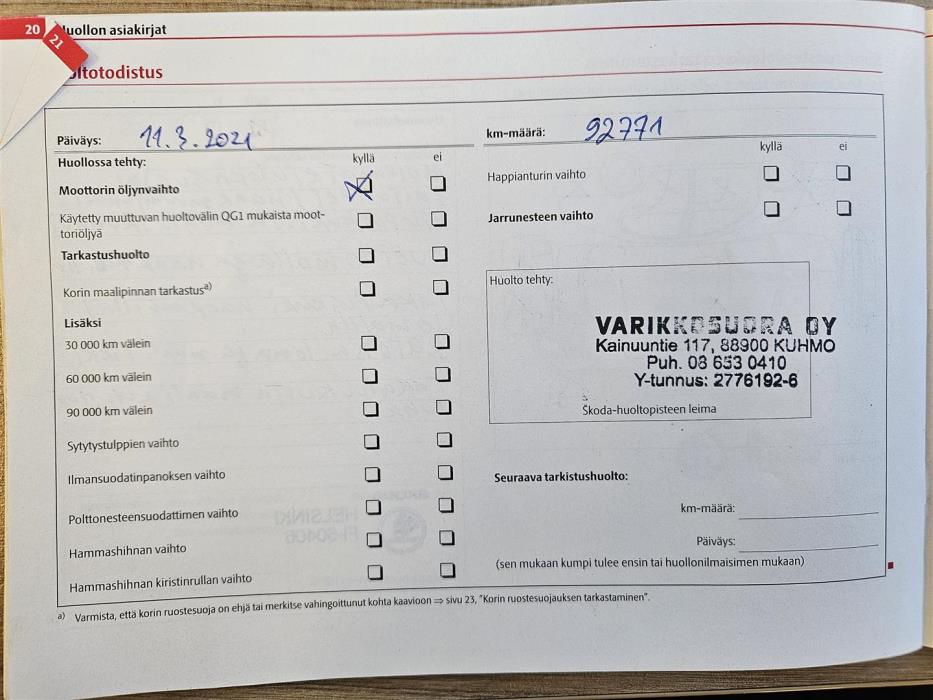 20
21
uollon asiakirjat
ltotodistus
Päiväys: 11.3.2021
km-määrä: 92771
Huollossa tehty: kyllä ei
Moottorin öljynvaihto
Käytetty muuttuvan huoltovälin QG1 mukaista moot-
toriöljyä
Tarkastushuolto
Korin maalipinnan tarkastusa)
Lisäksi
30 000 km välein
60 000 km välein
90 000 km välein
Sytytystulppien vaihto
Ilmansuodatinpanoksen vaihto
Polttonesteensuodattimen vaihto
Hammashihnan vaihto
Hammashihnan kiristinrullan vaihto
kyllä ei
Happianturin vaihto
Jarrunesteen vaihto
Huolto tehty:
VARIKKOSUORA OY
Kainuuntie 117, 88900 KUHMO
Puh. 08 653 0410
Y-tunnus: 2776192-6
Škoda-huoltopisteen leima
Seuraava tarkistushuolto:
km-määrä:
Päiväys:
(sen mukaan kumpi tulee ensin tai huollonilmaisimen mukaan)
a) Varmista, että korin ruostesuoja on ehjä tai merkitse vahingoittunut kohta kaavioon ⇒ sivu 23, "Korin ruostesuojauksen tarkastaminen".